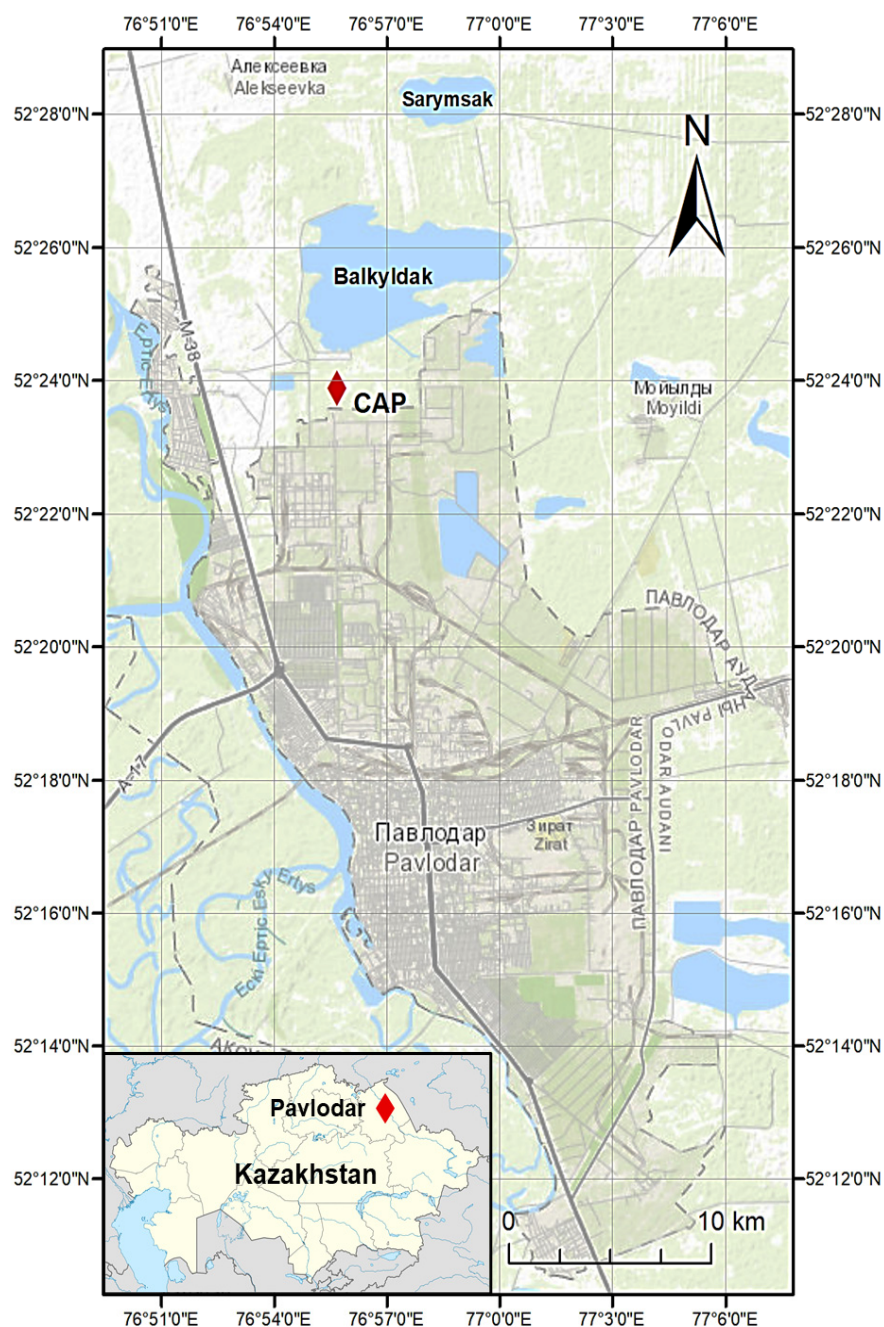 76°51'0"E 76°54'0"E 76°57'0"E 77°0'0"E 77°3'0"E 77°6'0"E
Алексеевка
Alekseevka
Sarymsak
52°28'0"N 52°28'0"N
N
52°26'0"N 52°26'0"N
Balkyldak
Ертіс Ertys
M-38
52°24'0"N 52°24'0"N
CAP
Мойылды
Moyildi
52°22'0"N 52°22'0"N
ПАВЛОДАР АУДАНЫ PAVLODAR AUDANI
52°20'0"N 52°20'0"N
A-17
52°18'0"N 52°18'0"N
Павлодар
Pavlodar
Зират
Zirat
ПАВЛОДАР PAVLODAR
52°16'0"N 52°16'0"N
Ескі Ертіс Esky Ertys
52°14'0"N 52°14'0"N
Pavlodar
Kazakhstan
52°12'0"N 52°12'0"N
0 10 km
76°51'0"E 76°54'0"E 76°57'0"E 77°0'0"E 77°3'0"E 77°6'0"E